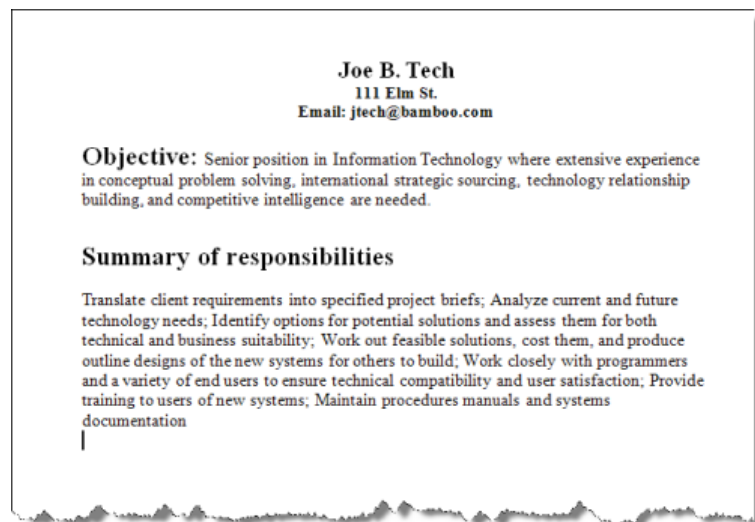 Joe B. Tech
111 Elm St.
Email: jtech@bamboo.com
Objective: Senior position in Information Technology where extensive experience
in conceptual problem solving, international strategic sourcing, technology relationship
building, and competitive intelligence are needed.
Summary of responsibilities
Translate client requirements into specified project briefs; Analyze current and future
technology needs; Identify options for potential solutions and assess them for both
technical and business suitability; Work out feasible solutions, cost them, and produce
outline designs of the new systems for others to build; Work closely with programmers
and a variety of end users to ensure technical compatibility and user satisfaction; Provide
training to users of new systems; Maintain procedures manuals and systems
documentation